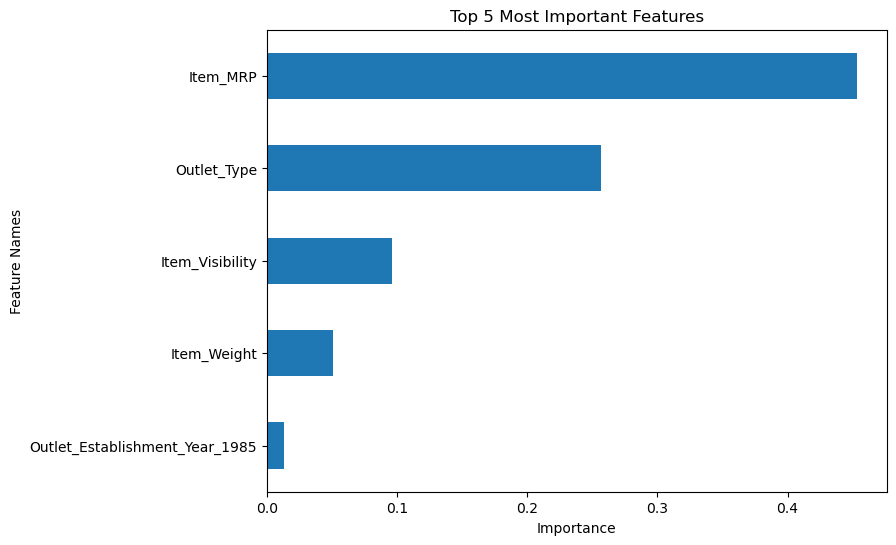 Top 5 Most Important Features
Feature Names
Item_MRP
Outlet_Type
Item_Visibility
Item_Weight
Outlet_Establishment_Year_1985
0.0 0.1 0.2 0.3 0.4
Importance